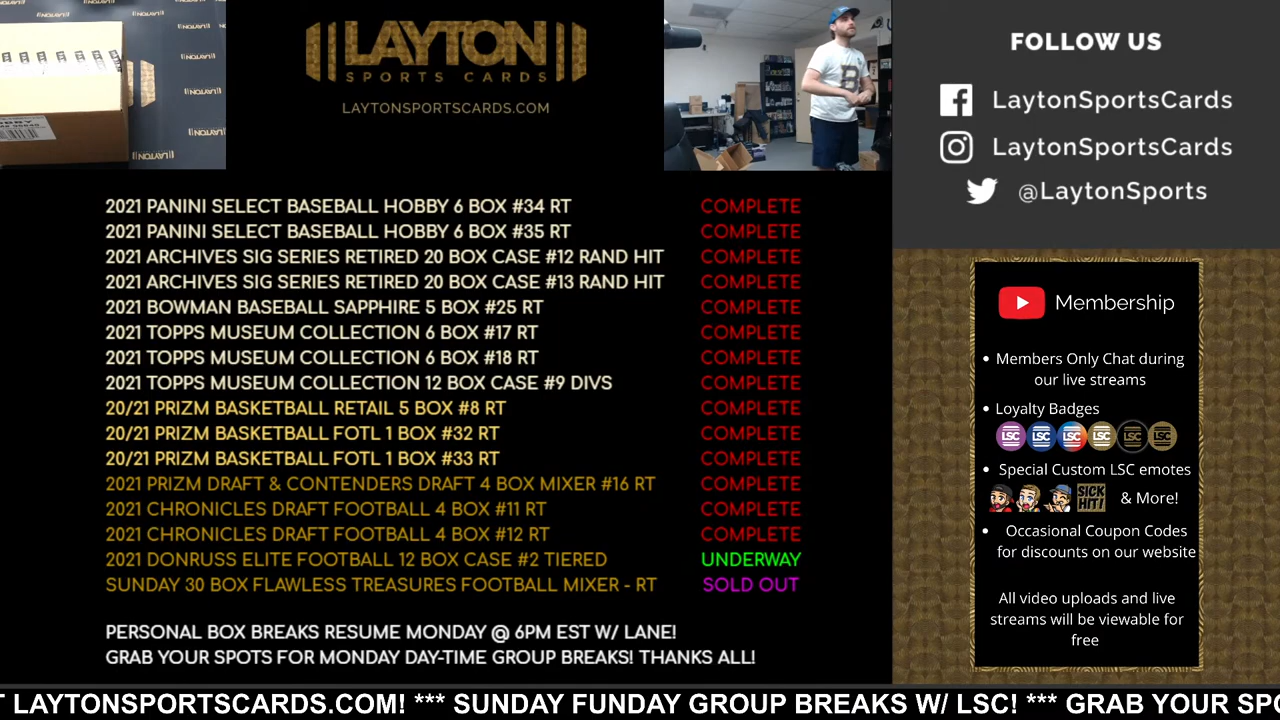 LAYTON
SPORTS CARDS
LAYTONSPORTSCARDS.COM
FOLLOW US
LaytonSportsCards
LaytonSportsCards
@LaytonSports
2021 PANINI SELECT BASEBALL HOBBY 6 BOX #34 RT COMPLETE
2021 PANINI SELECT BASEBALL HOBBY 6 BOX #35 RT COMPLETE
2021 ARCHIVES SIG SERIES RETIRED 20 BOX CASE #12 RAND HIT COMPLETE
2021 ARCHIVES SIG SERIES RETIRED 20 BOX CASE #13 RAND HIT COMPLETE
2021 BOWMAN BASEBALL SAPPHIRE 5 BOX #25 RT COMPLETE
2021 TOPPS MUSEUM COLLECTION 6 BOX #17 RT COMPLETE
2021 TOPPS MUSEUM COLLECTION 6 BOX #18 RT COMPLETE
2021 TOPPS MUSEUM COLLECTION 12 BOX CASE #9 DIVS COMPLETE
20/21 PRIZM BASKETBALL RETAIL 5 BOX #8 RT COMPLETE
20/21 PRIZM BASKETBALL FOTL 1 BOX #32 RT COMPLETE
20/21 PRIZM BASKETBALL FOTL 1 BOX #33 RT COMPLETE
2021 PRIZM DRAFT & CONTENDERS DRAFT 4 BOX MIXER #16 RT COMPLETE
2021 CHRONICLES DRAFT FOOTBALL 4 BOX #11 RT COMPLETE
2021 CHRONICLES DRAFT FOOTBALL 4 BOX #12 RT COMPLETE
2021 DONRUSS ELITE FOOTBALL 12 BOX CASE #2 TIERED UNDERWAY
SUNDAY 30 BOX FLAWLESS TREASURES FOOTBALL MIXER - RT SOLD OUT
PERSONAL BOX BREAKS RESUME MONDAY @ 6PM EST W/ LANE!
GRAB YOUR SPOTS FOR MONDAY DAY-TIME GROUP BREAKS! THANKS ALL!
Membership
• Members Only Chat during
our live streams
• Loyalty Badges
LSC LSC LSC LSC LSC LSC
• Special Custom LSC emotes
SICK HIT! & More!
• Occasional Coupon Codes
for discounts on our website
All video uploads and live
streams will be viewable for
free
T LAYTONSPORTSCARDS.COM! *** SUNDAY FUNDAY GROUP BREAKS W/ LSC! *** GRAB YOUR SPO